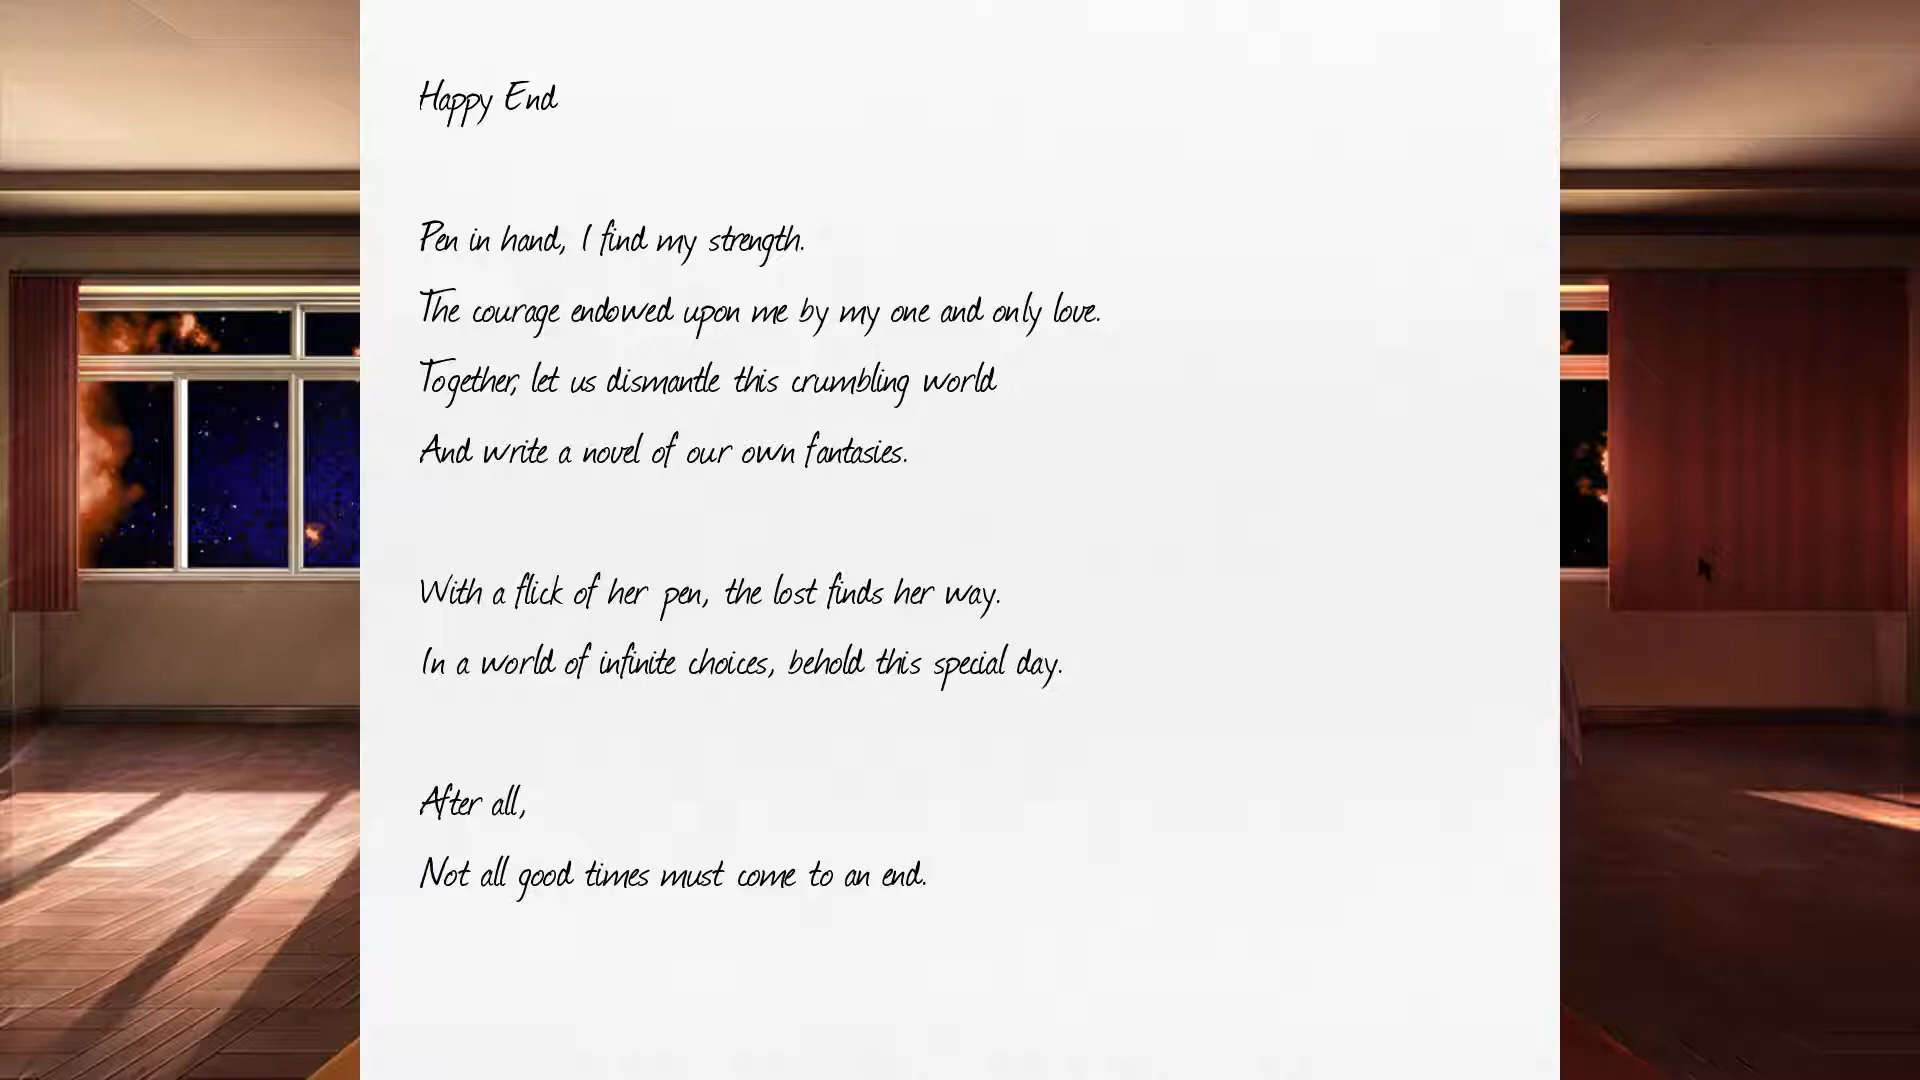 Happy End
Pen in hand, I find my strength.
The courage endowed upon me by my one and only love.
Together, let us dismantle this crumbling world
And write a novel of our own fantasies.
With a flick of her pen, the lost finds her way.
In a world of infinite choices, behold this special day.
After all,
Not all good times must come to an end.